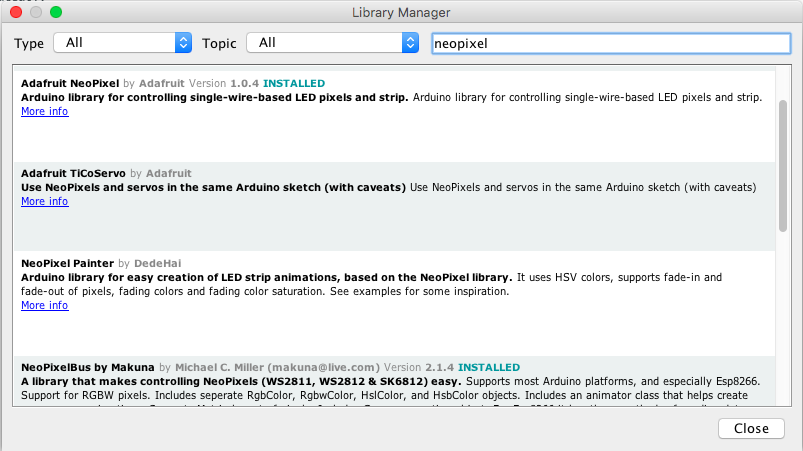 Library Manager
Type All Topic All neopixel
Adafruit NeoPixel by Adafruit Version 1.0.4 INSTALLED
Arduino library for controlling single-wire-based LED pixels and strip. Arduino library for controlling single-wire-based LED pixels and strip.
More info
Adafruit TiCoServo by Adafruit
Use NeoPixels and servos in the same Arduino sketch (with caveats) Use NeoPixels and servos in the same Arduino sketch (with caveats)
More info
NeoPixel Painter by DedeHai
Arduino library for easy creation of LED strip animations, based on the NeoPixel library. It uses HSV colors, supports fade-in and
fade-out of pixels, fading colors and fading color saturation. See examples for some inspiration.
More info
NeoPixelBus by Makuna by Michael C. Miller (makuna@live.com) Version 2.1.4 INSTALLED
A library that makes controlling NeoPixels (WS2811, WS2812 & SK6812) easy. Supports most Arduino platforms, and especially Esp8266.
Support for RGBW pixels. Includes seperate RgbColor, RgbwColor, HslColor, and HsbColor objects. Includes an animator class that helps create
Close